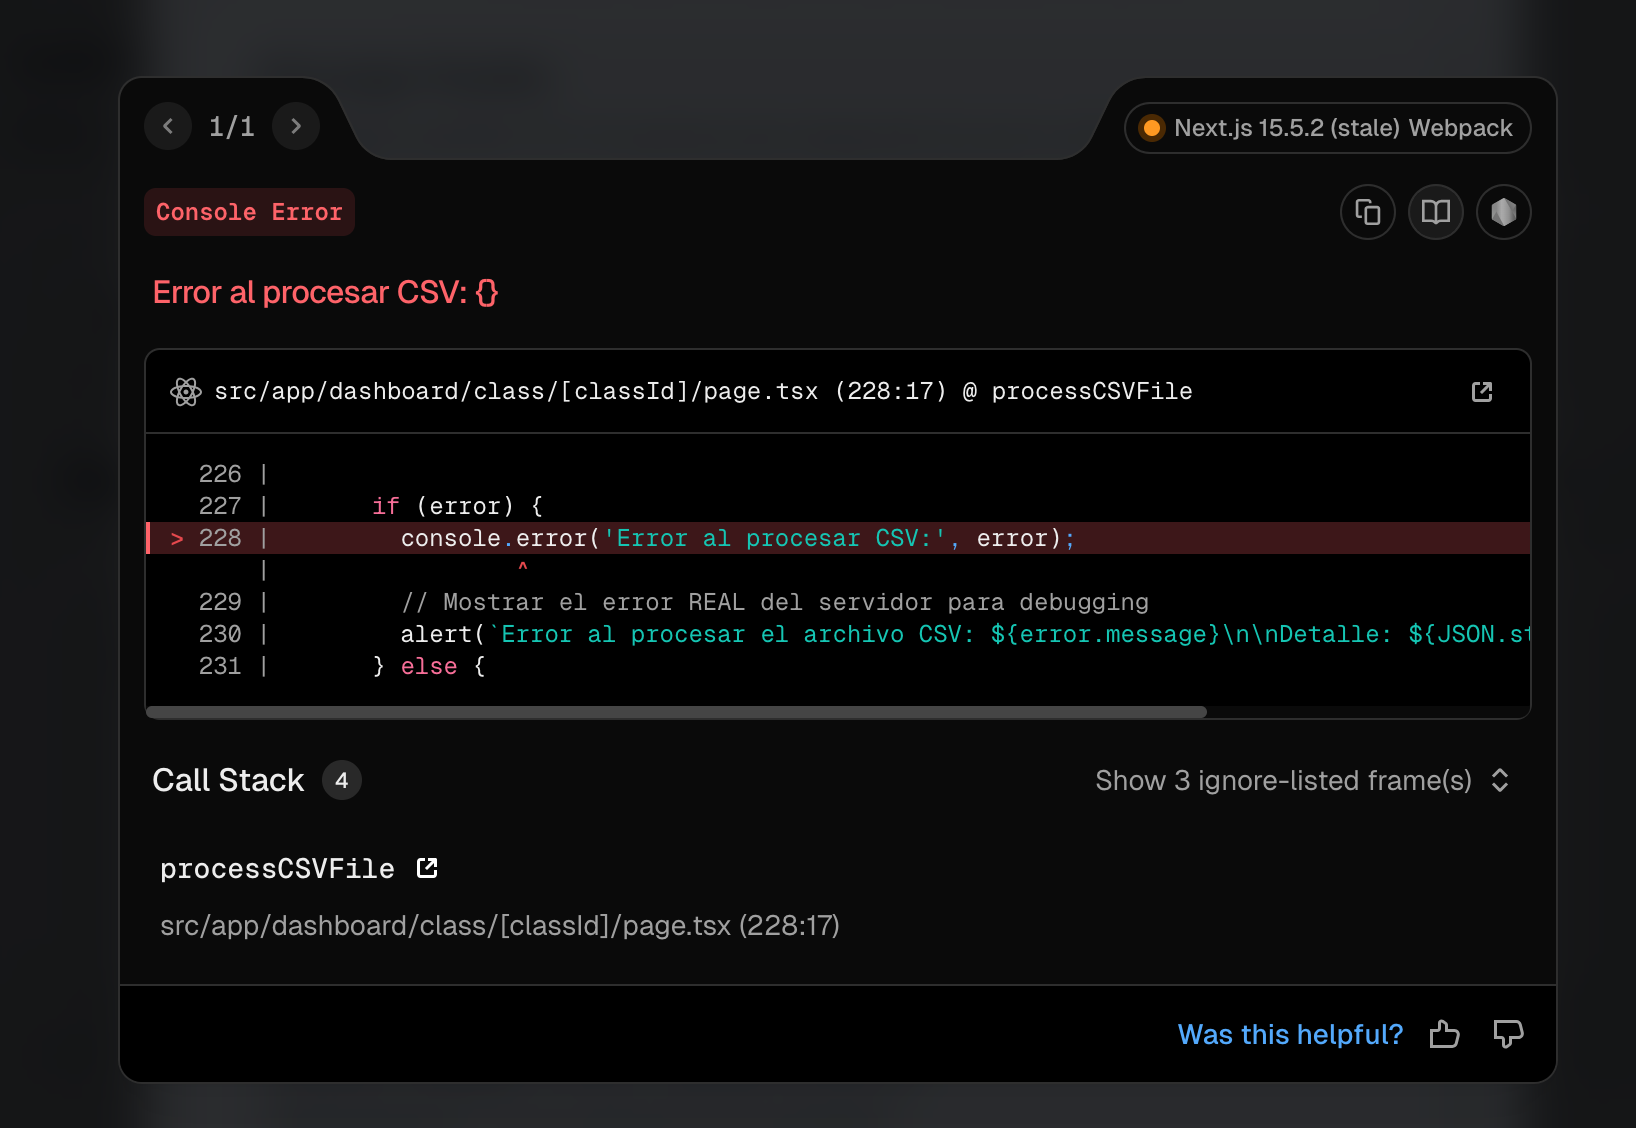 1/1
Next.js 15.5.2 (stale) Webpack
Console Error
Error al procesar CSV: {}
src/app/dashboard/class/[classId]/page.tsx (228:17) @ processCSVFile
226 |
227 |       if (error) {
> 228 |         console.error('Error al procesar CSV:', error);
|                 ^
229 |         // Mostrar el error REAL del servidor para debugging
230 |         alert(`Error al procesar el archivo CSV: ${error.message}\n\nDetalle: ${JSON.st
231 |       } else {
Call Stack 4
Show 3 ignore-listed frame(s)
processCSVFile
src/app/dashboard/class/[classId]/page.tsx (228:17)
Was this helpful?